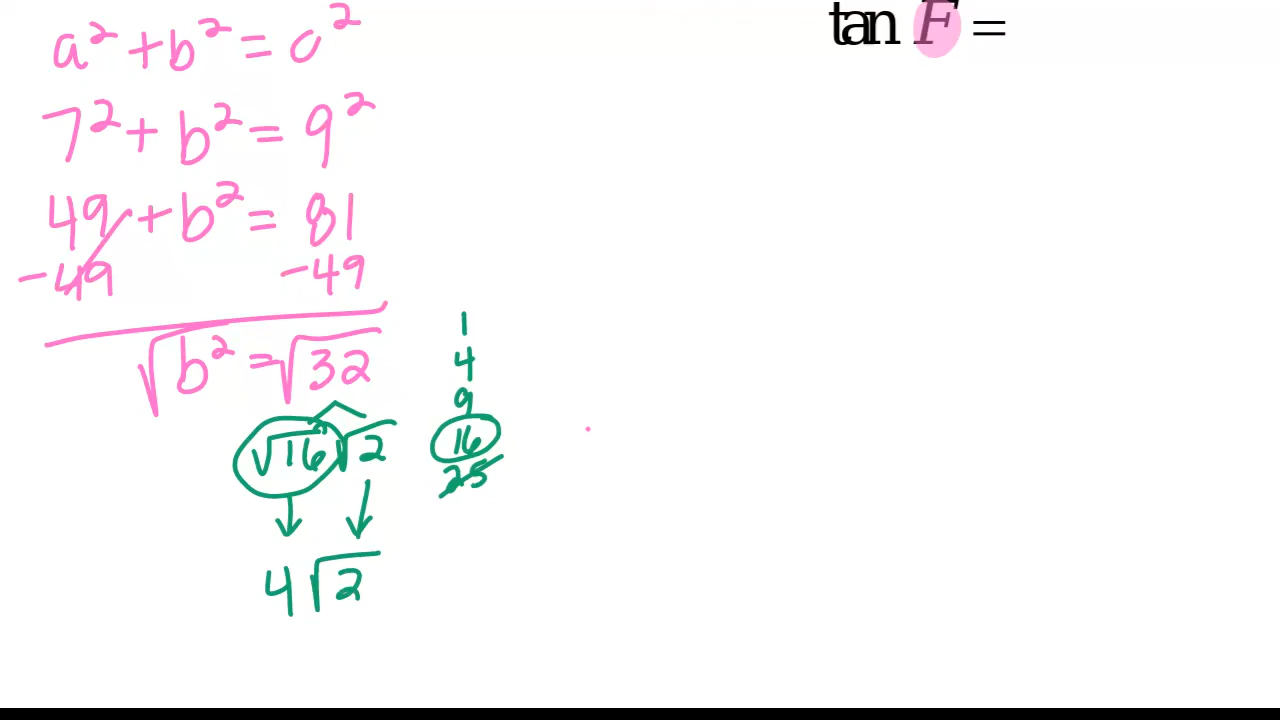 a² + b² = c²
7² + b² = 9²
49 + b² = 81
-49 -49
√b² = √32
√16 √2
4√2
1
4
9
16
25
tan F =